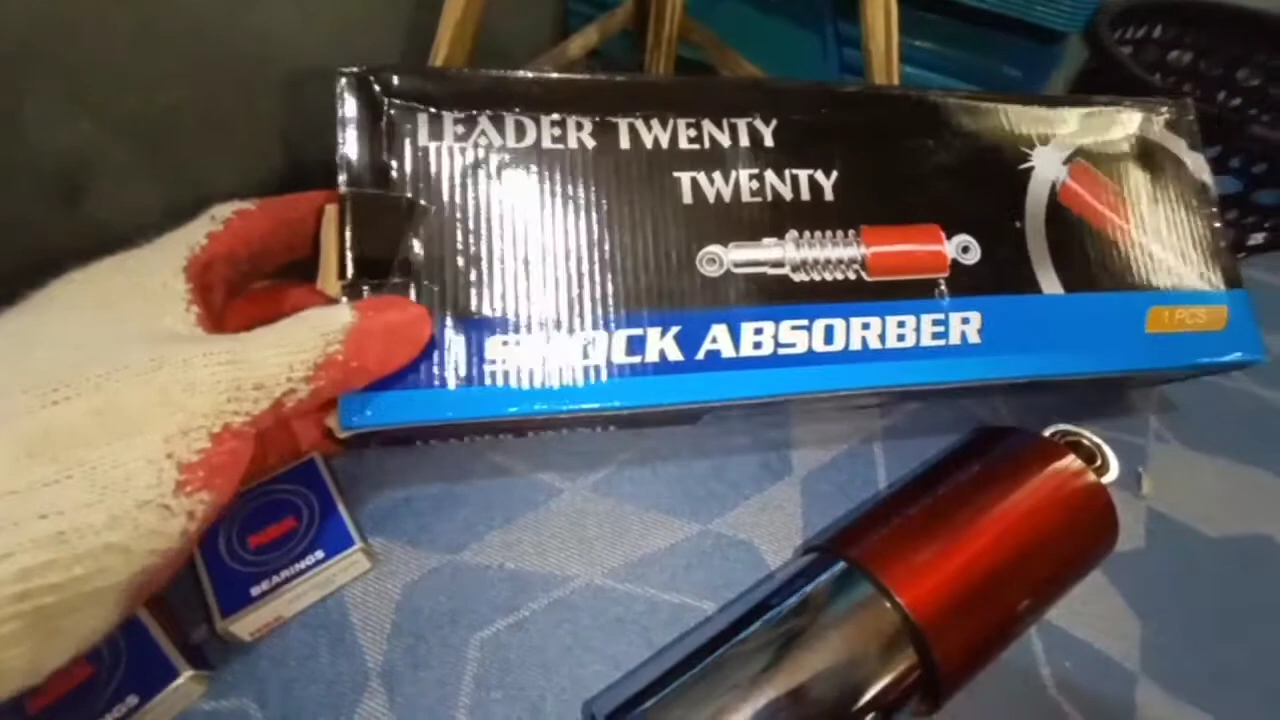 LEADER TWENTY
TWENTY
SHOCK ABSORBER
1 PCS
BEARINGS